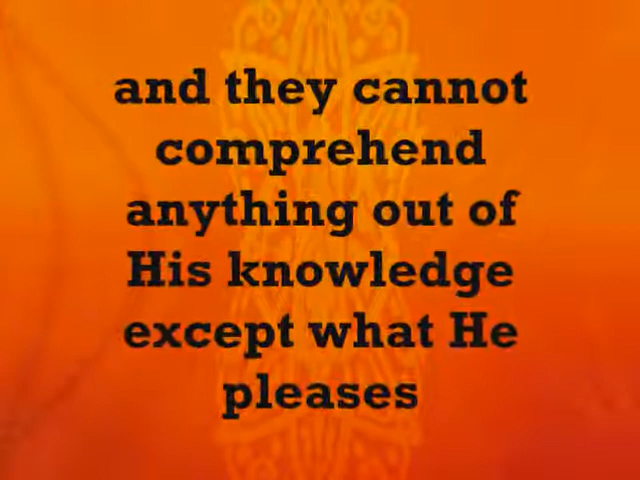 and they cannot
comprehend
anything out of
His knowledge
except what He
pleases